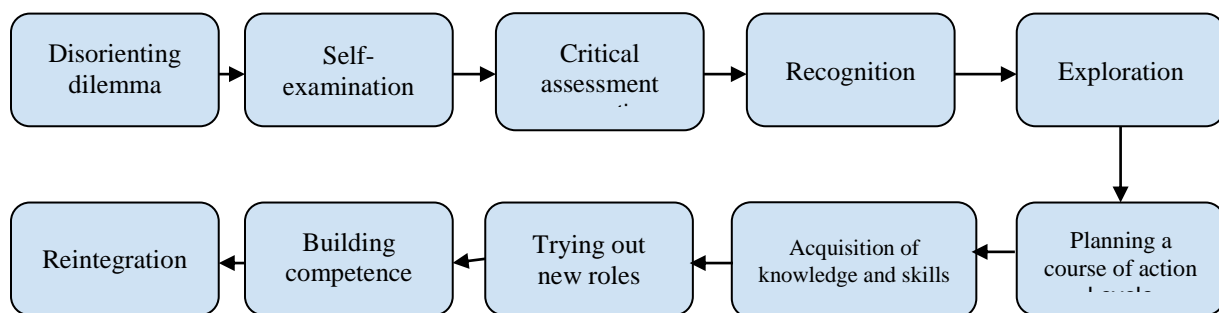 Disorienting
dilemma
Self-
examination
Critical
assessment
Recognition
Exploration
Planning a
course of action
Acquisition of
knowledge and skills
Trying out
new roles
Building
competence
Reintegration